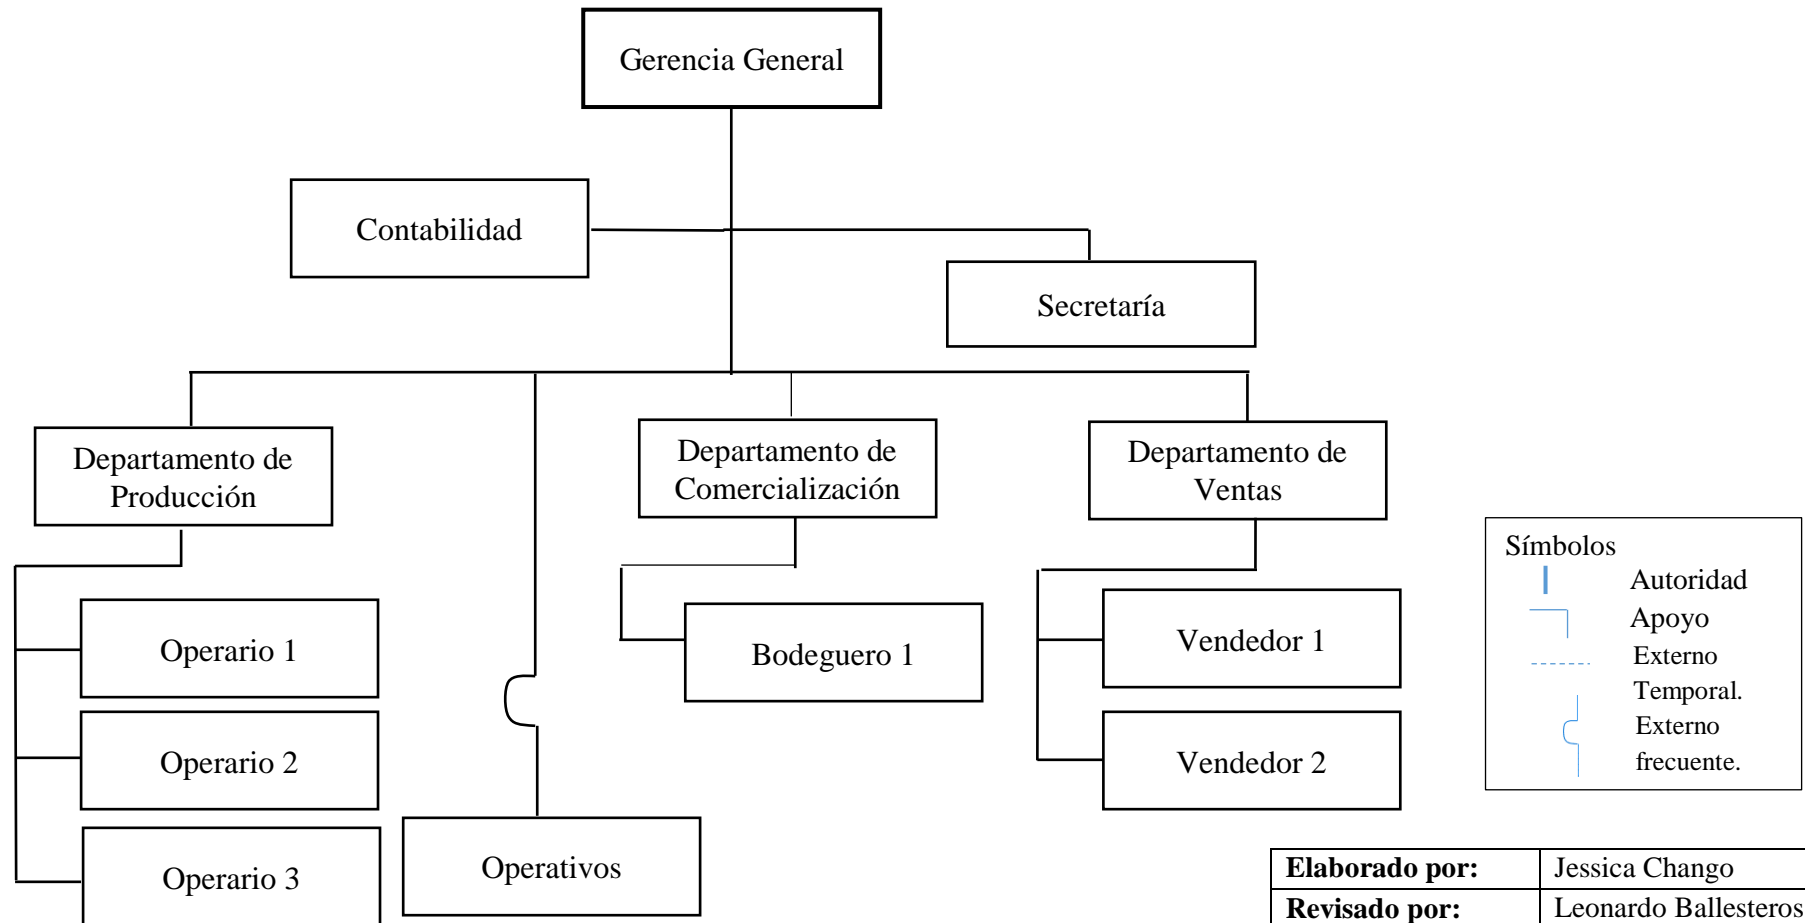 Gerencia General
Contabilidad
Secretaría
Departamento de
Producción
Departamento de
Comercialización
Departamento de
Ventas
Operario 1
Operario 2
Operario 3
Operativos
Bodeguero 1
Vendedor 1
Vendedor 2
Símbolos
Autoridad
Apoyo
Externo
Temporal.
Externo
frecuente.
Elaborado por: Jessica Chango
Revisado por: Leonardo Ballesteros